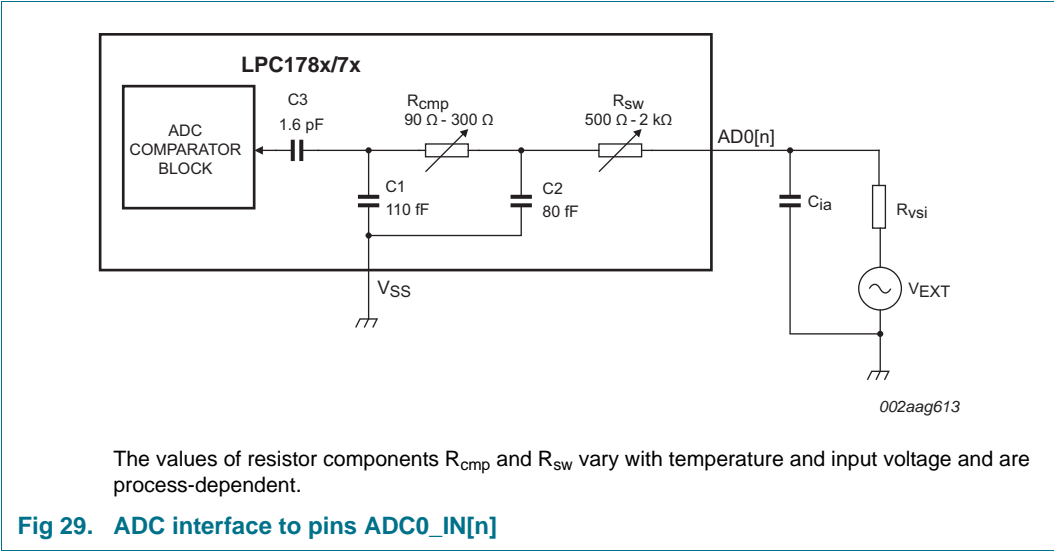 LPC178x/7x
ADC
COMPARATOR
BLOCK
C3
1.6 pF
Rcmp
90 Ω - 300 Ω
Rsw
500 Ω - 2 kΩ
AD0[n]
C1
110 fF
C2
80 fF
Cia
Rvsi
VEXT
VSS
002aag613
The values of resistor components Rcmp and Rsw vary with temperature and input voltage and are
process-dependent.
Fig 29. ADC interface to pins ADC0_IN[n]